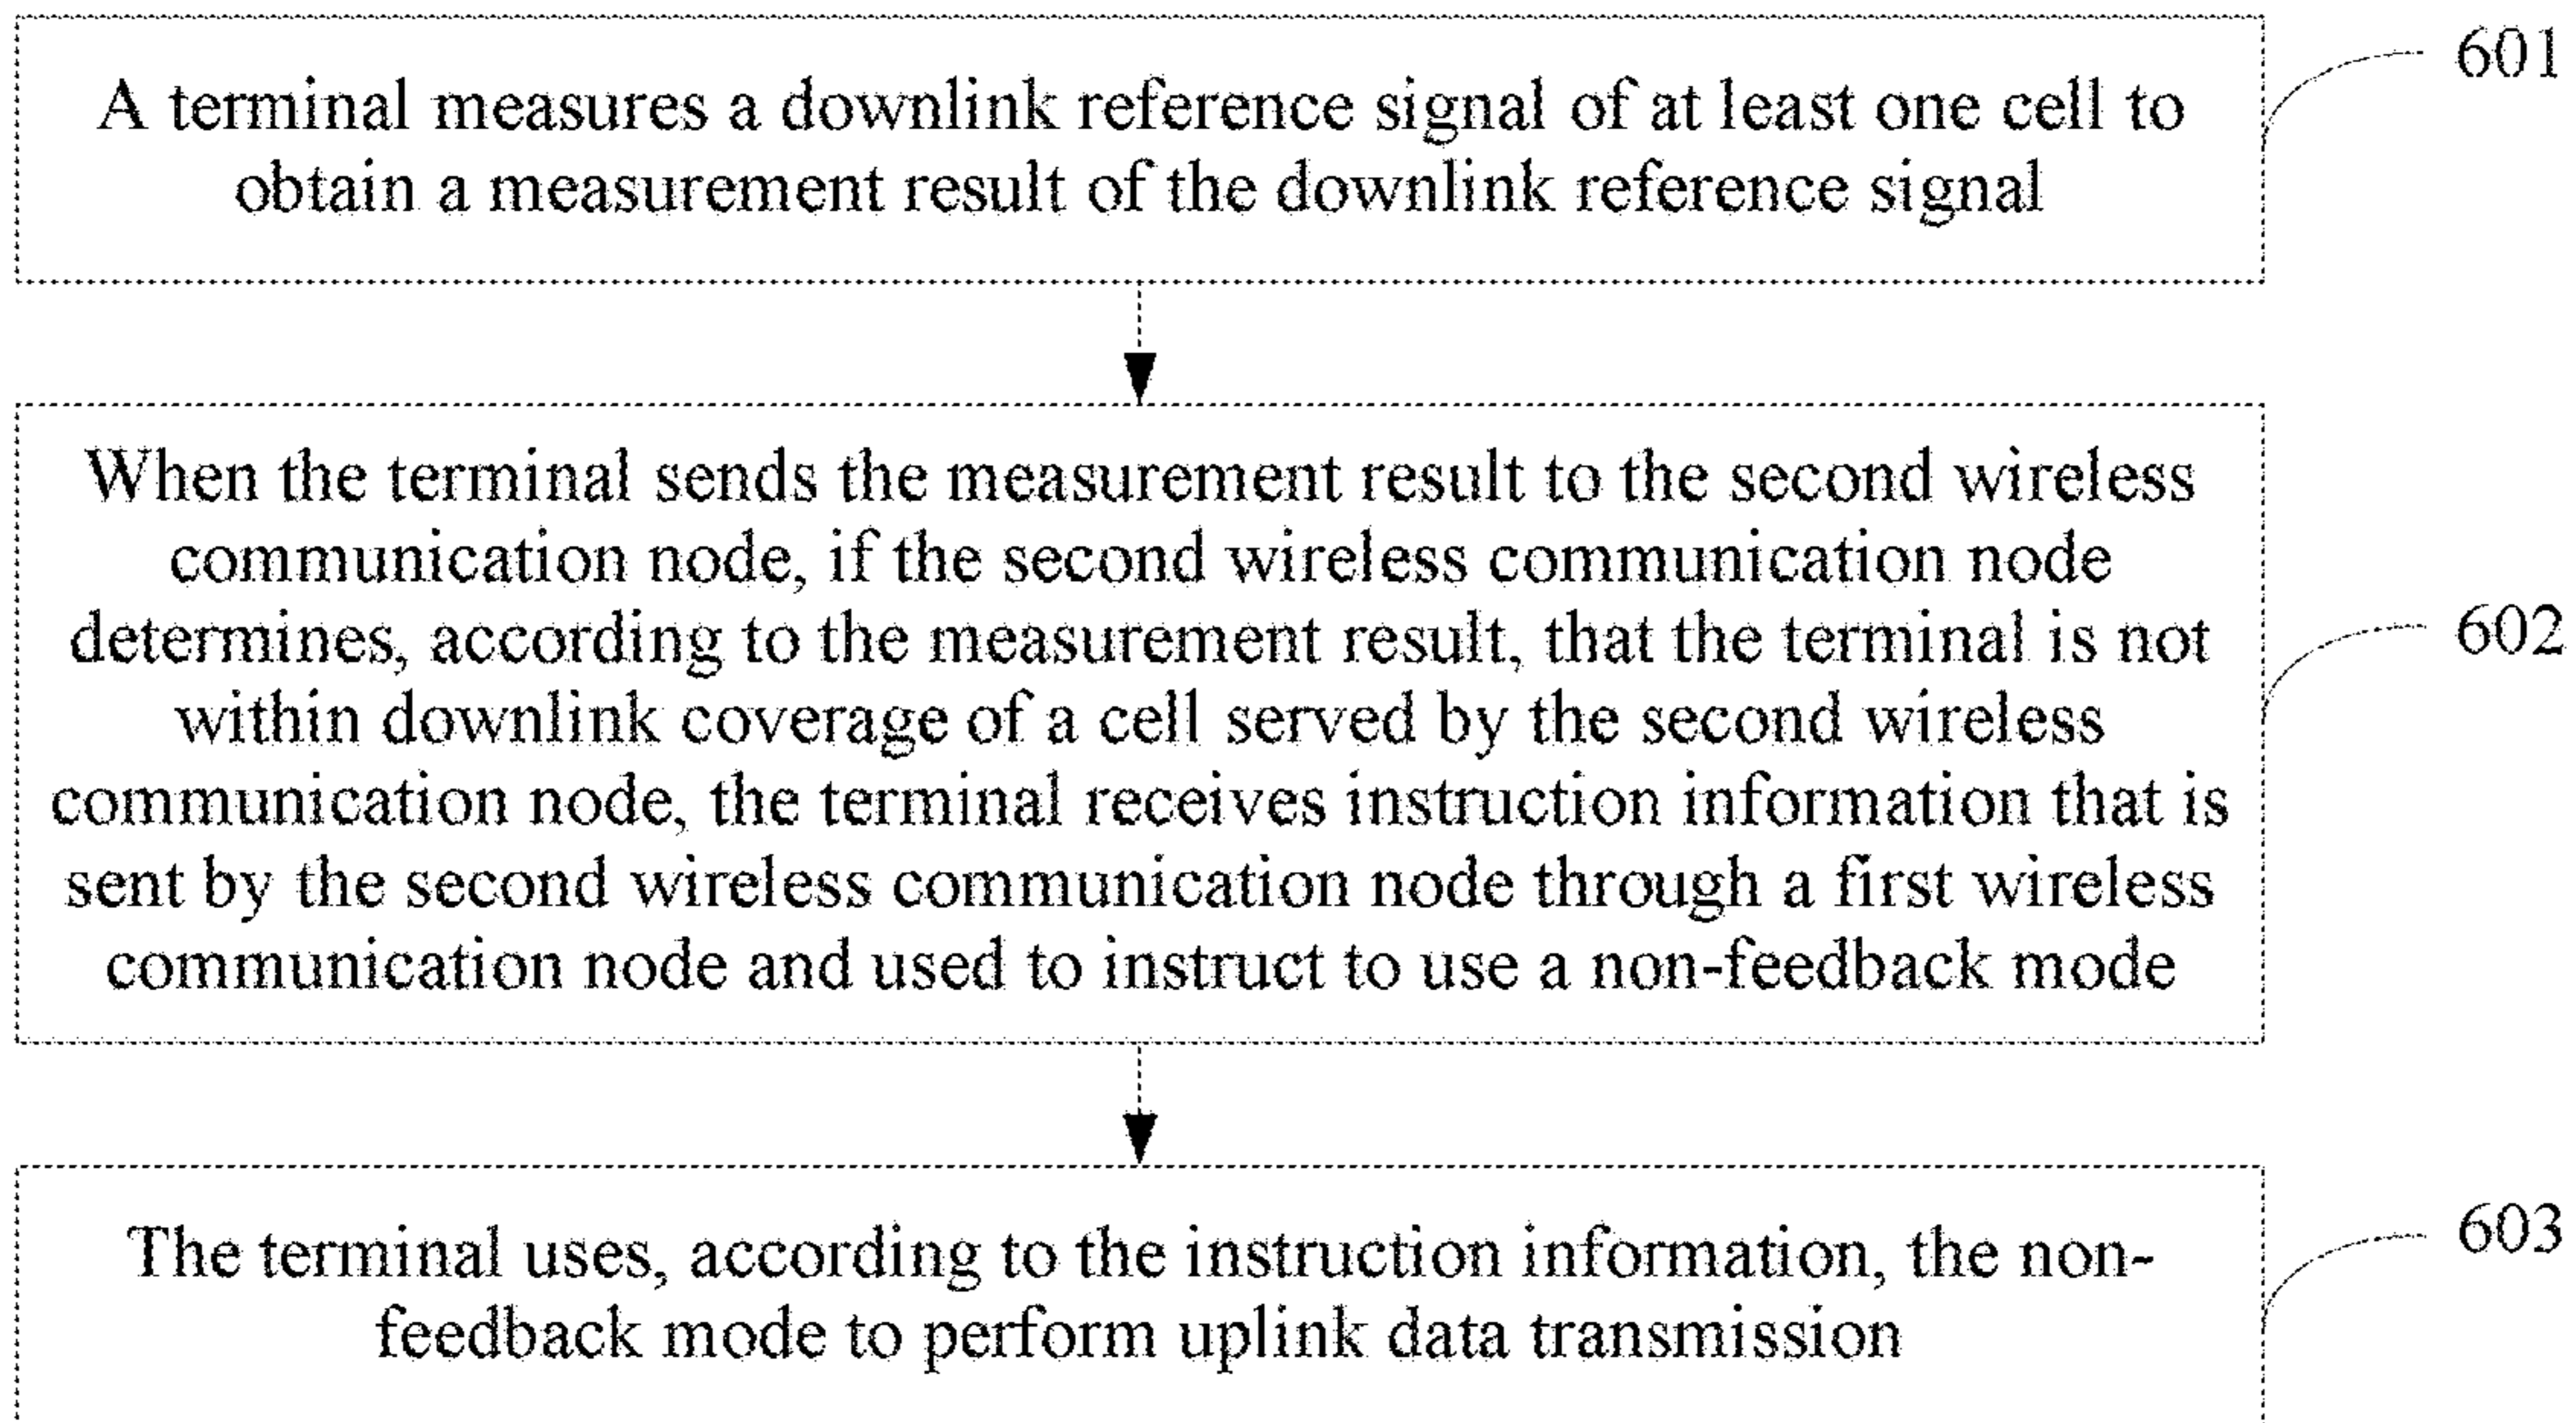 A terminal measures a downlink reference signal of at least one cell to
obtain a measurement result of the downlink reference signal
601
When the terminal sends the measurement result to the second wireless
communication node, if the second wireless communication node
determines, according to the measurement result, that the terminal is not
within downlink coverage of a cell served by the second wireless
communication node, the terminal receives instruction information that is
sent by the second wireless communication node through a first wireless
communication node and used to instruct to use a non-feedback mode
602
The terminal uses, according to the instruction information, the non-
feedback mode to perform uplink data transmission
603